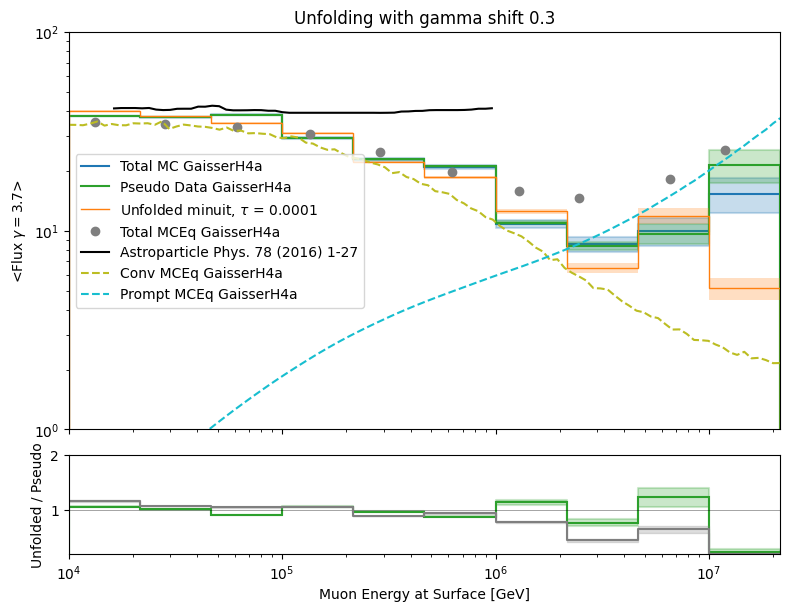 Unfolding with gamma shift 0.3
<Flux γ = 3.7>
10²
10¹
10⁰
Total MC GaisserH4a
Pseudo Data GaisserH4a
Unfolded minuit, τ = 0.0001
Total MCEq GaisserH4a
Astroparticle Phys. 78 (2016) 1-27
Conv MCEq GaisserH4a
Prompt MCEq GaisserH4a
Unfolded / Pseudo
2
1
10⁴ 10⁵ 10⁶ 10⁷
Muon Energy at Surface [GeV]